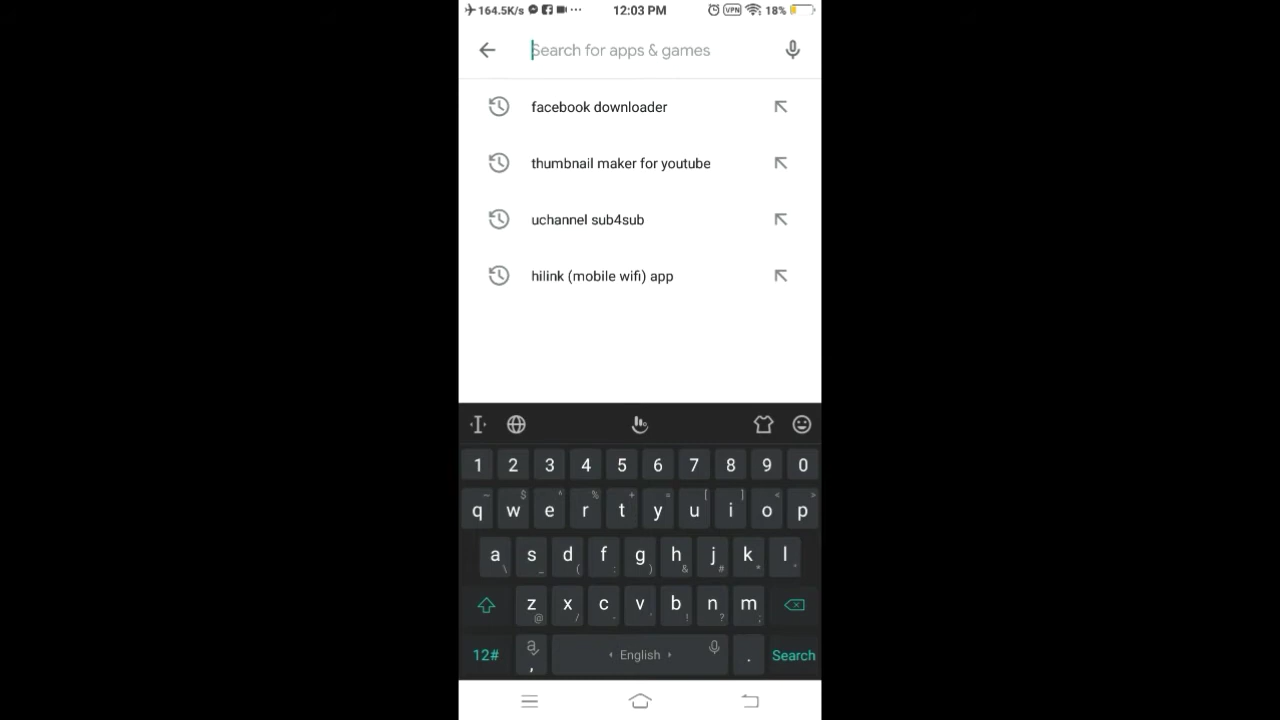 164.5K/s ... 12:03 PM VPN 18%
Search for apps & games
facebook downloader
thumbnail maker for youtube
uchannel sub4sub
hilink (mobile wifi) app
1 2 3 4 5 6 7 8 9 0
~ $ ^ % + = [ ] < >
q w e r t y u i o p
a s d f g h j k l
\ _ ( : ) & # *
z x c v b n m
@ / - ' ! ? ;
12# a , English . Search